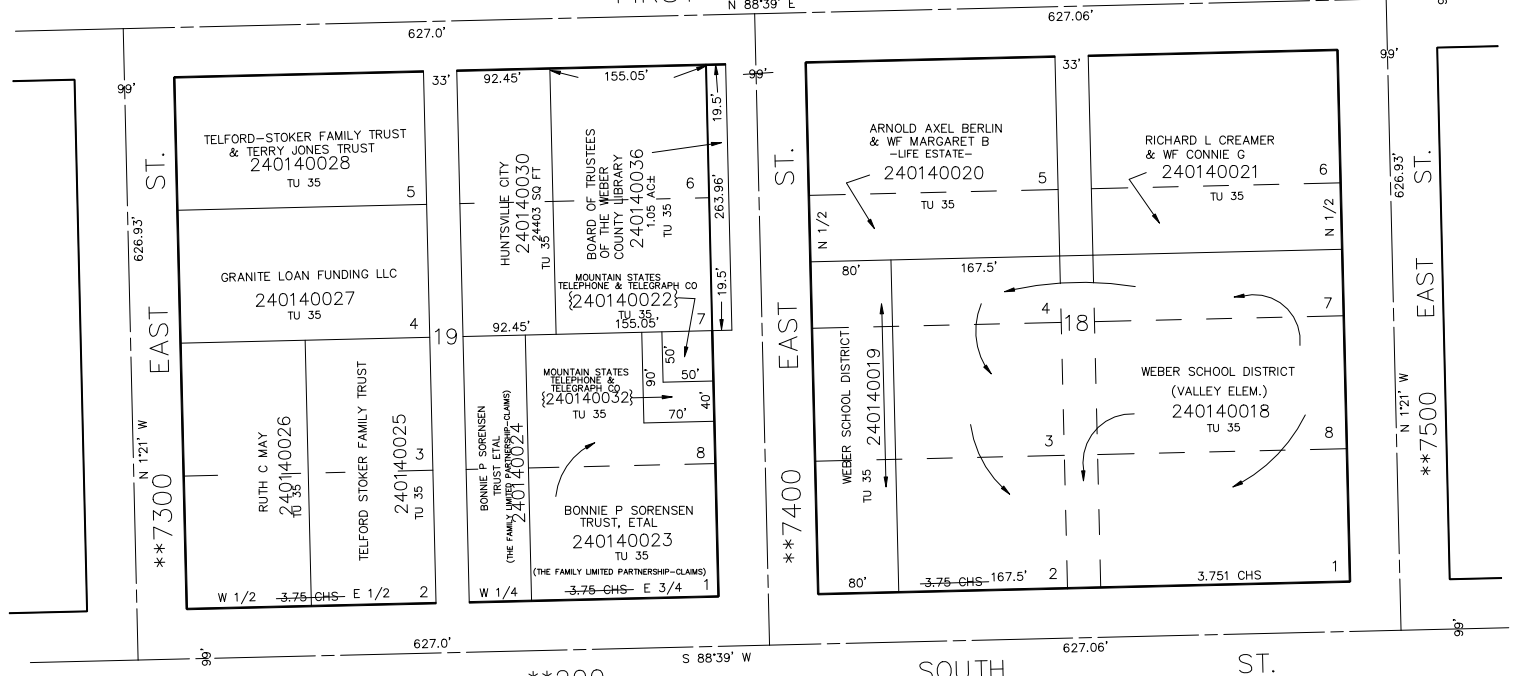 N 88°39' E
627.0'
627.06'
99'
99'
99'
33'
92.45'
155.05'
19.5'
33'
TELFORD-STOKER FAMILY TRUST
& TERRY JONES TRUST
240140028
TU 35
5
HUNTSVILLE CITY
240140030
24403 SQ FT
TU 35
BOARD OF TRUSTEES
OF THE WEBER
COUNTY LIBRARY
240140036
1.05 AC±
TU 35
6
263.96'
19.5'
ARNOLD AXEL BERLIN
& WF MARGARET B
-LIFE ESTATE-
240140020
TU 35
5
N 1/2
RICHARD L CREAMER
& WF CONNIE G
240140021
TU 35
6
N 1/2
626.93'
626.93'
GRANITE LOAN FUNDING LLC
240140027
TU 35
4
19
MOUNTAIN STATES
TELEPHONE & TELEGRAPH CO
{240140022}
TU 35
7
92.45'
155.05'
80'
167.5'
4
18
7
RUTH C MAY
240140026
TU 35
TELFORD STOKER FAMILY TRUST
240140025
TU 35
3
BONNIE P SORENSEN
TRUST ETAL
(THE FAMILY LIMITED PARTNERSHIP-CLAIMS)
240140024
MOUNTAIN STATES
TELEPHONE &
TELEGRAPH CO
{240140032}
TU 35
50'
50'
90'
70'
40'
8
WEBER SCHOOL DISTRICT
240140019
TU 35
3
WEBER SCHOOL DISTRICT
(VALLEY ELEM.)
240140018
TU 35
8
N 1°21' W
N 1°21' W
**7300 EAST ST.
**7400 EAST ST.
**7500 EAST ST.
BONNIE P SORENSEN
TRUST, ETAL
240140023
TU 35
(THE FAMILY LIMITED PARTNERSHIP-CLAIMS)
W 1/2
3.75 CHS
E 1/2
2
W 1/4
3.75 CHS
E 3/4
1
80'
3.75 CHS
167.5'
2
3.751 CHS
1
99'
627.0'
S 88°39' W
627.06'
99'
SOUTH ST.